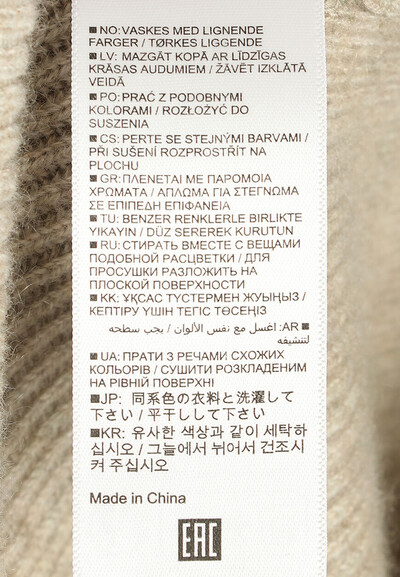 ■ NO: VASKES MED LIGNENDE
FARGER / TØRKES LIGGENDE
■ LV: MAZGĀT KOPĀ AR LĪDZĪGAS
KRĀSAS AUDUMIEM / ŽĀVĒT IZKLĀTĀ
VEIDĀ
■ PO: PRAĆ Z PODOBNYMI
KOLORAMI / ROZŁOŻYĆ DO
SUSZENIA
■ CS: PERTE SE STEJNÝMI BARVAMI /
PŘI SUŠENÍ ROZPROSTŘÍT NA
PLOCHU
■ GR: ΠΛΕΝΕΤΑΙ ΜΕ ΠΑΡΟΜΟΙΑ
ΧΡΩΜΑΤΑ / ΑΠΛΩΜΑ ΓΙΑ ΣΤΕΓΝΩΜΑ
ΣΕ ΕΠΙΠΕΔΗ ΕΠΙΦΑΝΕΙΑ
■ TU: BENZER RENKLERLE BIRLIKTE
YIKAYIN / DÜZ SEREREK KURUTUN
■ RU: СТИРАТЬ ВМЕСТЕ С ВЕЩАМИ
ПОДОБНОЙ РАСЦВЕТКИ / ДЛЯ
ПРОСУШКИ РАЗЛОЖИТЬ НА
ПЛОСКОЙ ПОВЕРХНОСТИ
■ KK: ҰҚСАС ТҮСТЕРМЕН ЖУЫҢЫЗ /
КЕПТІРУ ҮШІН ТЕГІС ТӨСЕҢІЗ
■ AR: اغسل مع نفس الألوان / يجب سطحه
لتنشيفه
■ UA: ПРАТИ З РЕЧАМИ СХОЖИХ
КОЛЬОРІВ / СУШИТИ РОЗКЛАДЕНИМ
НА РІВНІЙ ПОВЕРХНІ
■ JP: 同系色の衣料と洗濯して
下さい / 平干しして下さい
■ KR: 유사한 색상과 같이 세탁하
십시오 / 그늘에서 뉘어서 건조시
켜 주십시오
Made in China
EAC